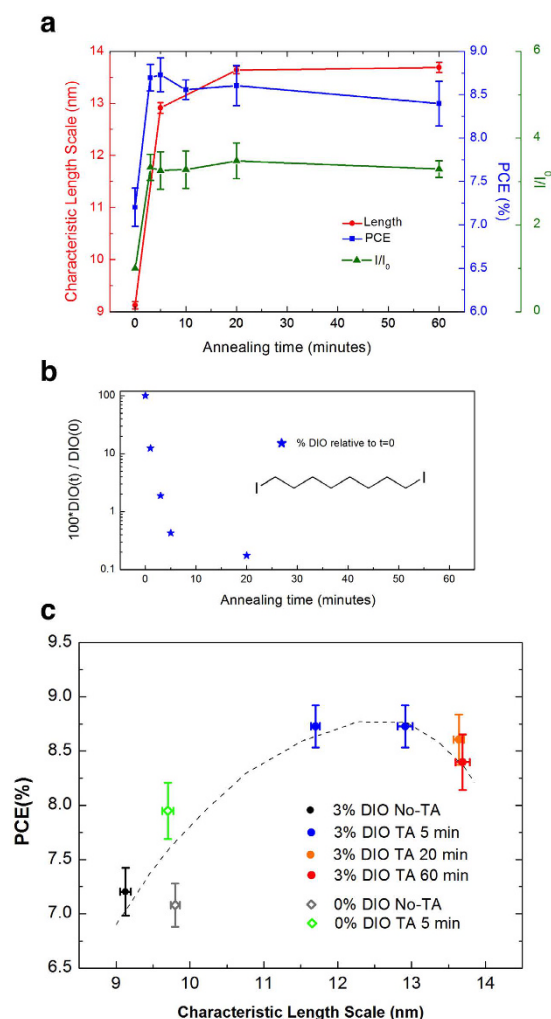 a
14
13
12
11
10
9
Characteristic Length Scale (nm)
9.0
8.5
8.0
7.5
7.0
6.5
6.0
PCE (%)
6
4
2
0
I/I0
Length
PCE
I/I0
0 10 20 30 40 50 60
Annealing time (minutes)
b
100
10
1
0.1
100*DIO(t) / DIO(0)
% DIO relative to t=0
I
I
0 10 20 30 40 50 60
Annealing time (minutes)
c
9.5
9.0
8.5
8.0
7.5
7.0
6.5
PCE(%)
3% DIO No-TA
3% DIO TA 5 min
3% DIO TA 20 min
3% DIO TA 60 min
0% DIO No-TA
0% DIO TA 5 min
9 10 11 12 13 14
Characteristic Length Scale (nm)